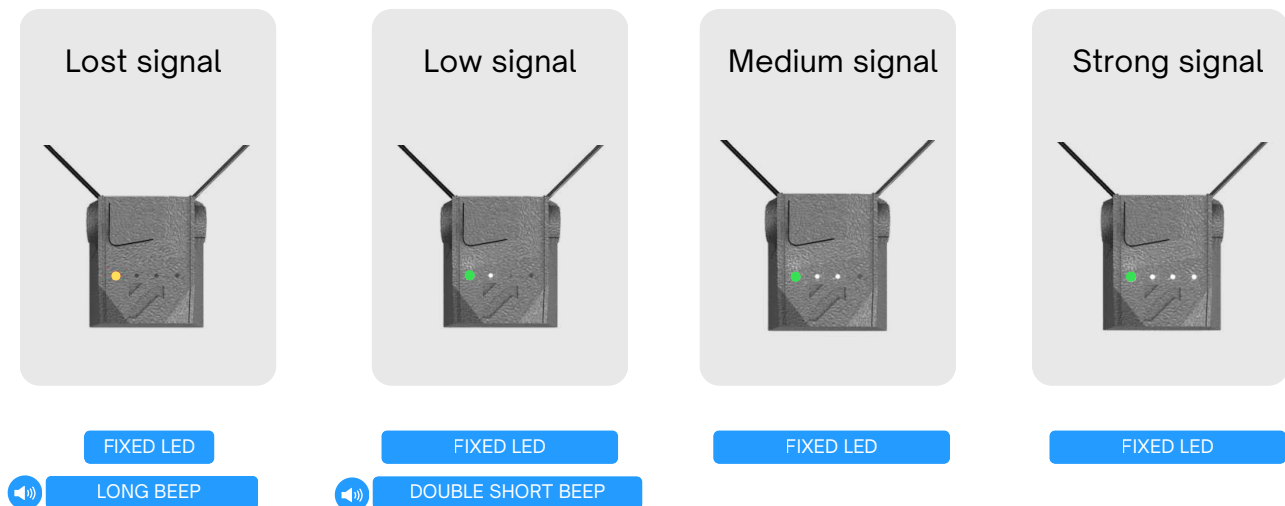 Lost signal
Low signal
Medium signal
Strong signal
FIXED LED
FIXED LED
FIXED LED
FIXED LED
LONG BEEP
DOUBLE SHORT BEEP